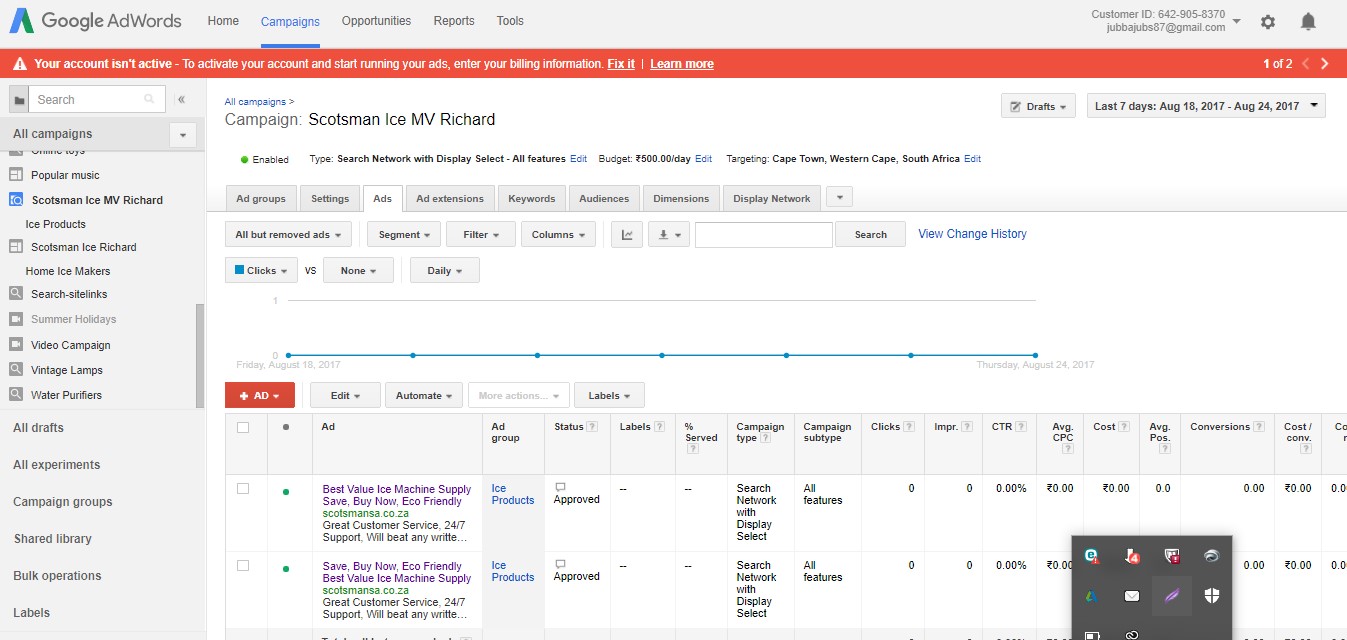 Google AdWords
Home Campaigns Opportunities Reports Tools
Customer ID: 642-905-8370
jubbajubs87@gmail.com
Your account isn't active - To activate your account and start running your ads, enter your billing information. Fix it | Learn more
1 of 2
Search
All campaigns
Online toys
Popular music
Scotsman Ice MV Richard
Ice Products
Scotsman Ice Richard
Home Ice Makers
Search-sitelinks
Summer Holidays
Video Campaign
Vintage Lamps
Water Purifiers
All drafts
All experiments
Campaign groups
Shared library
Bulk operations
Labels
All campaigns >
Campaign: Scotsman Ice MV Richard
Drafts
Last 7 days: Aug 18, 2017 - Aug 24, 2017
Enabled Type: Search Network with Display Select - All features Edit Budget: ₹500.00/day Edit Targeting: Cape Town, Western Cape, South Africa Edit
Ad groups Settings Ads Ad extensions Keywords Audiences Dimensions Display Network
All but removed ads Segment Filter Columns Search View Change History
Clicks VS None Daily
1
0
Friday, August 18, 2017 Thursday, August 24, 2017
+ AD Edit Automate More actions... Labels
Ad
Ad group
Status ?
Labels ?
% Served ?
Campaign type ?
Campaign subtype
Clicks ?
Impr. ?
CTR ?
Avg. CPC ?
Cost ?
Avg. Pos. ?
Conversions ?
Cost / conv. ?
Best Value Ice Machine Supply
Save, Buy Now, Eco Friendly
scotsmansa.co.za
Great Customer Service, 24/7
Support, Will beat any writte...
Ice
Products
Approved
--
--
Search
Network
with
Display
Select
All
features
0 0 0.00% ₹0.00 ₹0.00 0.0 0.00 ₹0.00 0.0
Save, Buy Now, Eco Friendly
Best Value Ice Machine Supply
scotsmansa.co.za
Great Customer Service, 24/7
Support, Will beat any writte...
Ice
Products
Approved
--
--
Search
Network
with
Display
Select
All
features
0 0 0.00% 0.00 ₹0.00 0.0